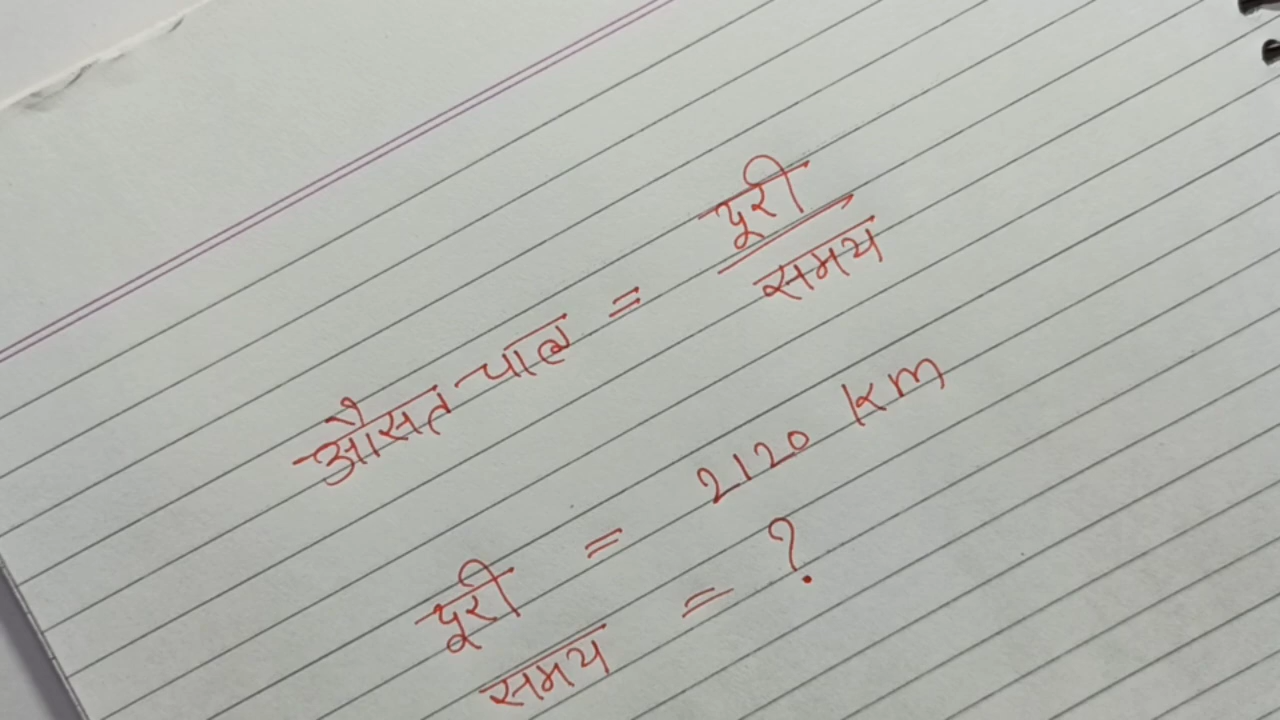 औसत चाल = दूरी
समय
दूरी = 2120 km
समय = ?